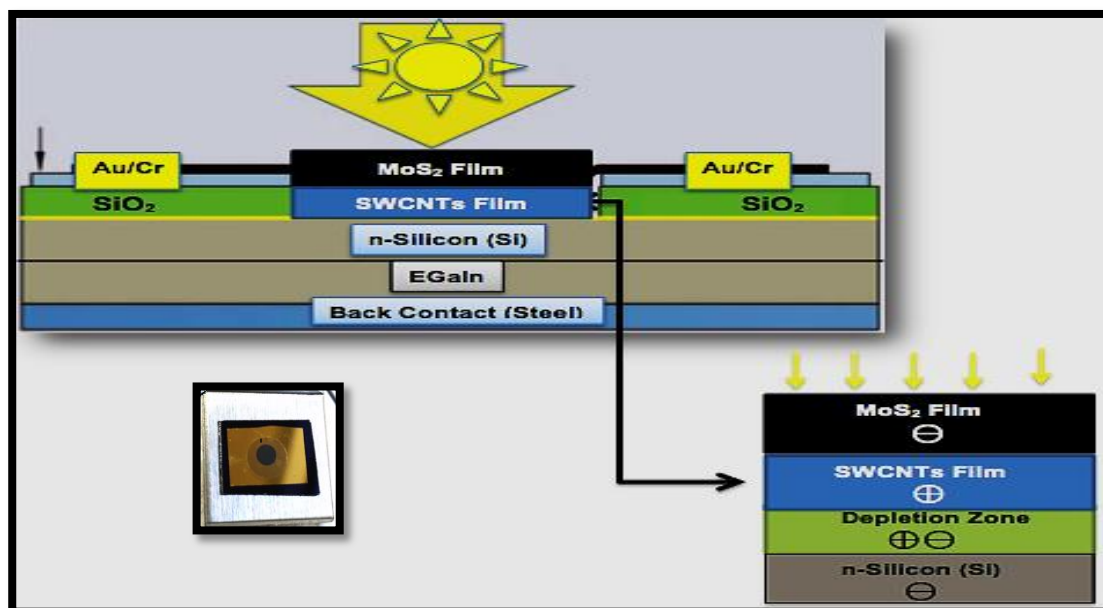 MoS₂ Film
Au/Cr
Au/Cr
SiO₂
SWCNTs Film
SiO₂
n-Silicon (Si)
EGaIn
Back Contact (Steel)
MoS₂ Film
⊖
SWCNTs Film
⊕
Depletion Zone
⊕⊖
n-Silicon (Si)
⊖